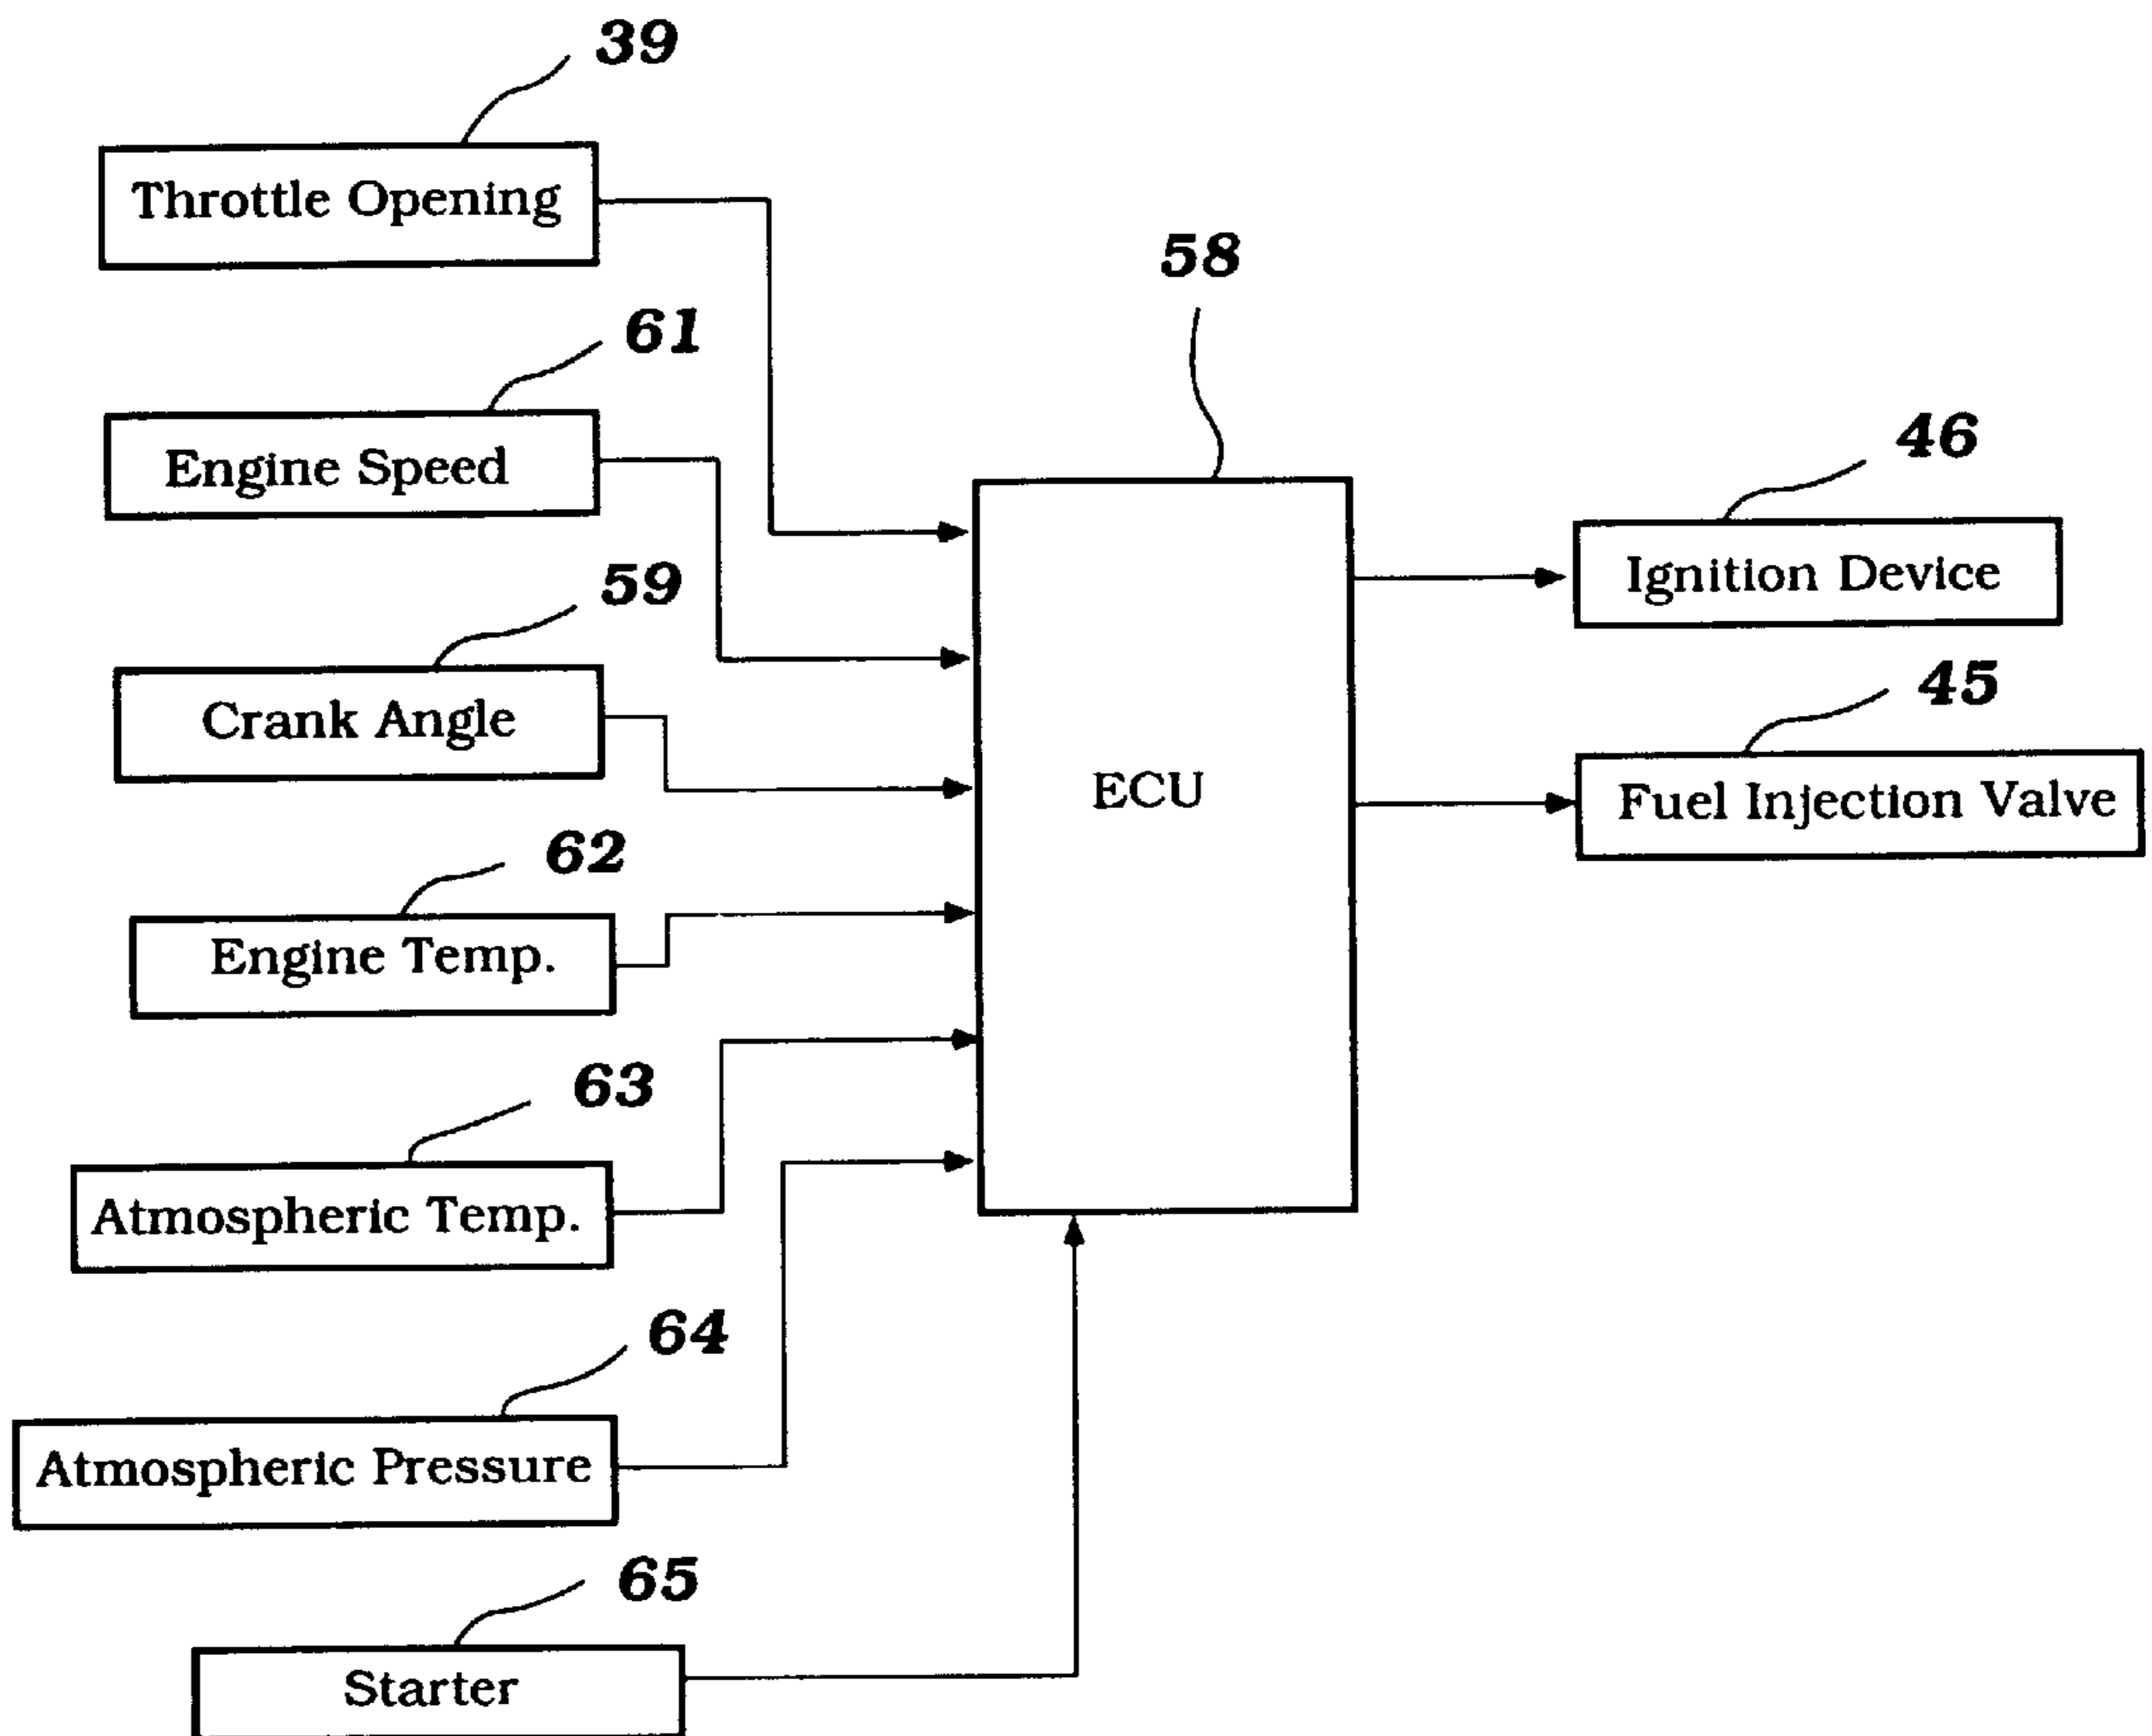 39
Throttle Opening
61
Engine Speed
59
Crank Angle
62
Engine Temp.
63
Atmospheric Temp.
64
Atmospheric Pressure
65
Starter
58
ECU
46
Ignition Device
45
Fuel Injection Valve